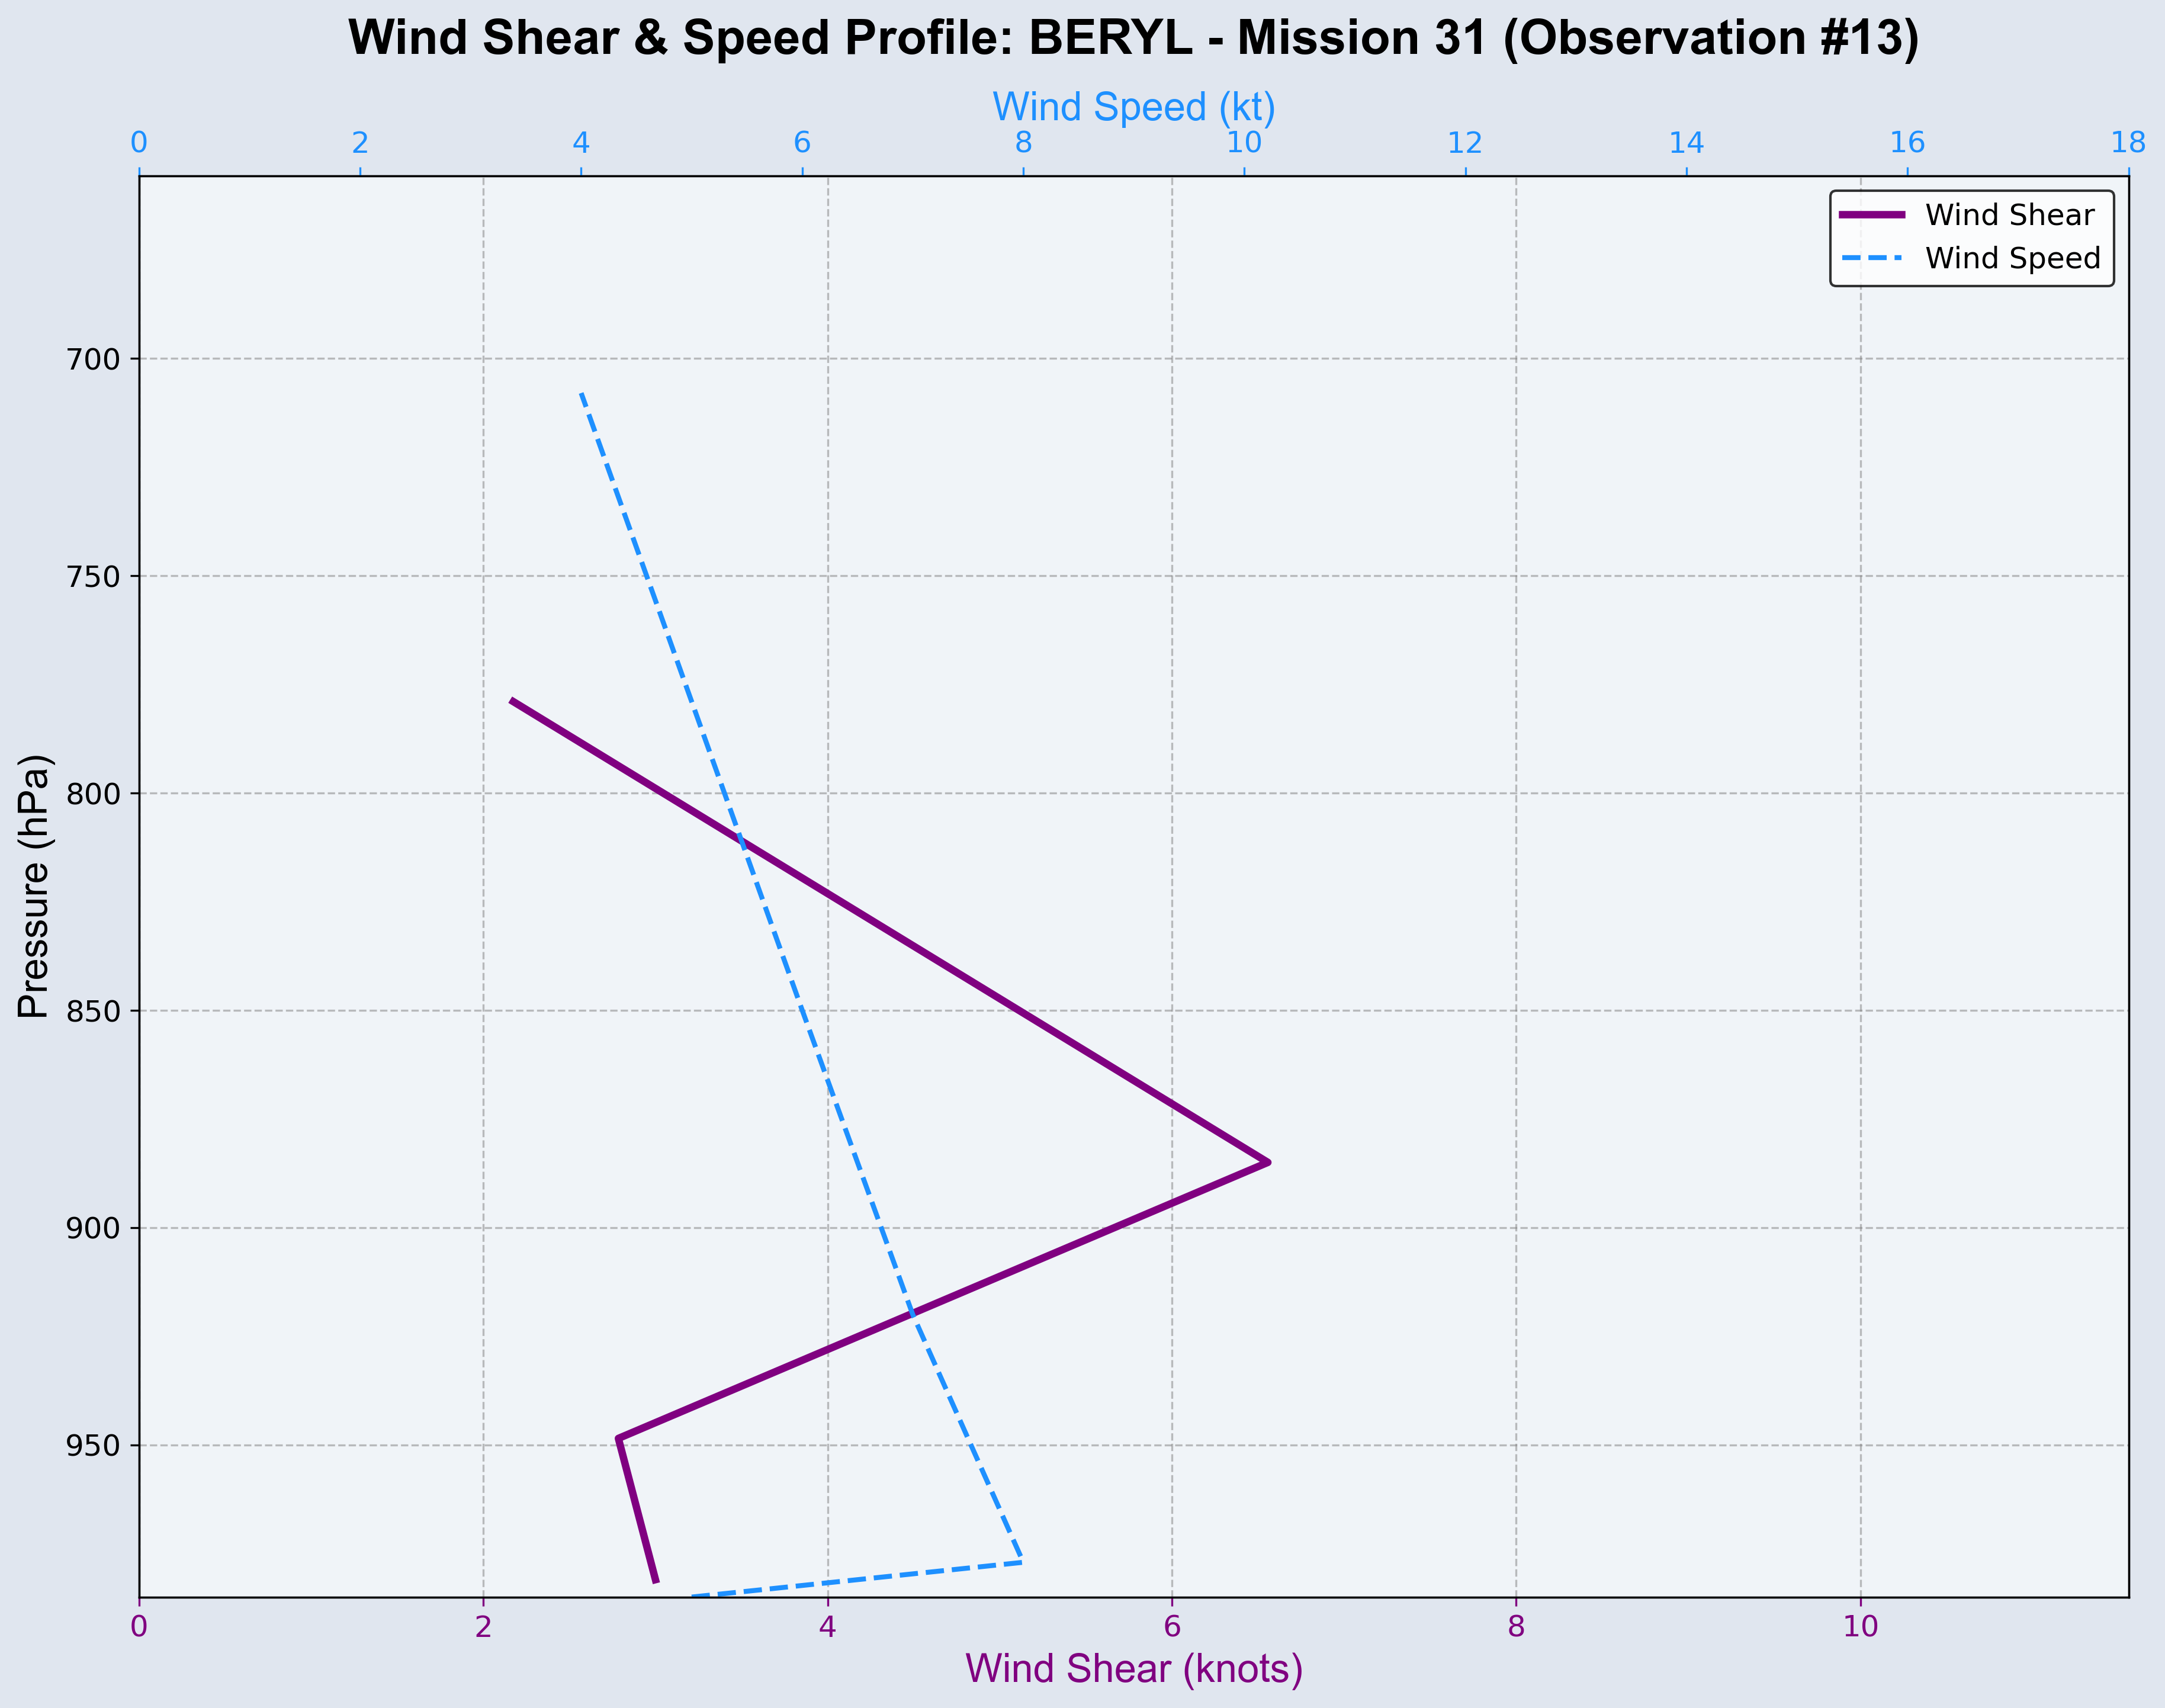 Wind Shear & Speed Profile: BERYL - Mission 31 (Observation #13)
Wind Speed (kt)
0 2 4 6 8 10 12 14 16 18
Wind Shear
Wind Speed
700
750
800
850
900
950
Pressure (hPa)
0 2 4 6 8 10
Wind Shear (knots)